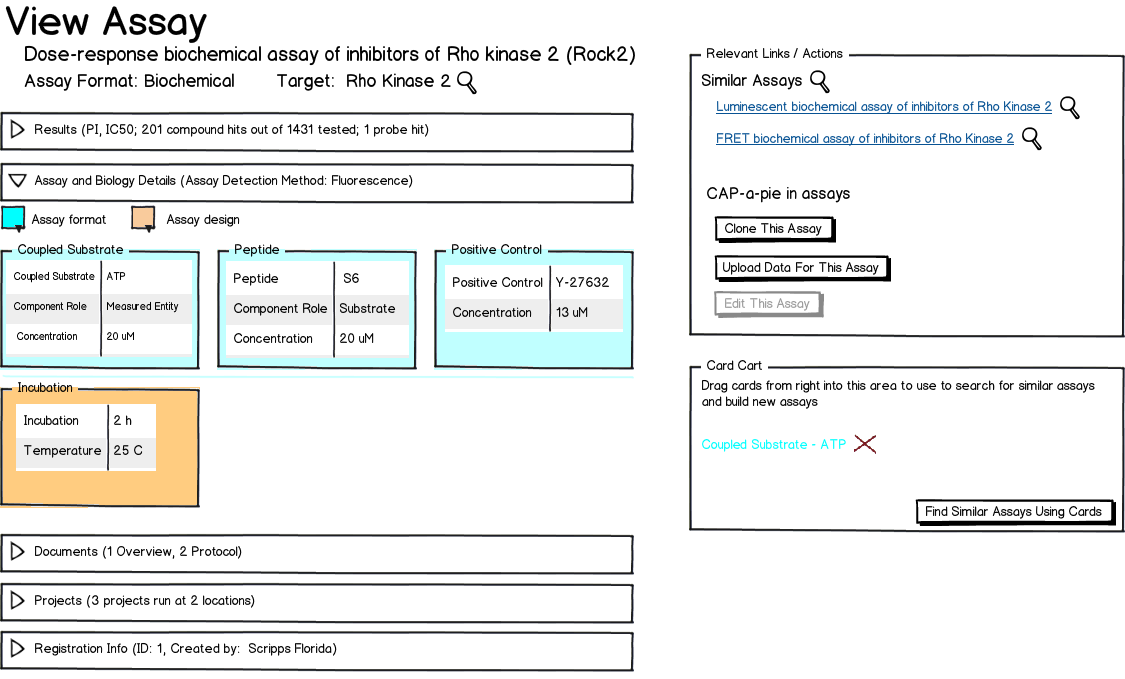 View Assay
Dose-response biochemical assay of inhibitors of Rho kinase 2 (Rock2)
Assay Format: Biochemical Target: Rho Kinase 2
Results (PI, IC50; 201 compound hits out of 1431 tested; 1 probe hit)
Assay and Biology Details (Assay Detection Method: Fluorescence)
Assay format Assay design
Coupled Substrate
Coupled Substrate ATP
Component Role Measured Entity
Concentration 20 uM
Peptide
Peptide S6
Component Role Substrate
Concentration 20 uM
Positive Control
Positive Control Y-27632
Concentration 13 uM
Incubation
Incubation 2 h
Temperature 25 C
Documents (1 Overview, 2 Protocol)
Projects (3 projects run at 2 locations)
Registration Info (ID: 1, Created by: Scripps Florida)
Relevant Links / Actions
Similar Assays
Luminescent biochemical assay of inhibitors of Rho Kinase 2
FRET biochemical assay of inhibitors of Rho Kinase 2
CAP-a-pie in assays
Clone This Assay
Upload Data For This Assay
Edit This Assay
Card Cart
Drag cards from right into this area to use to search for similar assays
and build new assays
Coupled Substrate - ATP
Find Similar Assays Using Cards